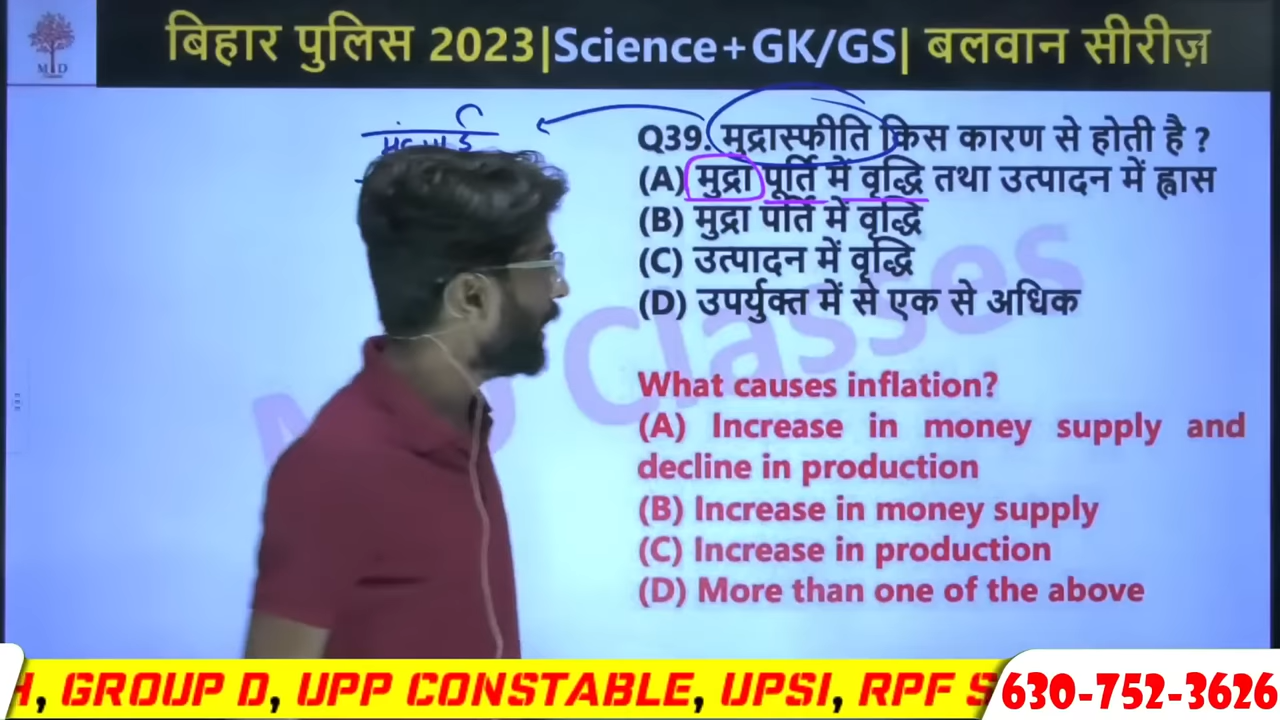 बिहार पुलिस 2023|Science+GK/GS| बलवान सीरीज़
M D
Q39. मुद्रास्फीति किस कारण से होती है ?
(A) मुद्रा पूर्ति में वृद्धि तथा उत्पादन में ह्वास
(B) मुद्रा पर्ति में वृद्धि
(C) उत्पादन में वृद्धि
(D) उपर्युक्त में से एक से अधिक
What causes inflation?
(A) Increase in money supply and
decline in production
(B) Increase in money supply
(C) Increase in production
(D) More than one of the above
Classes
, GROUP D, UPP CONSTABLE, UPSI, RPF S
630-752-3626